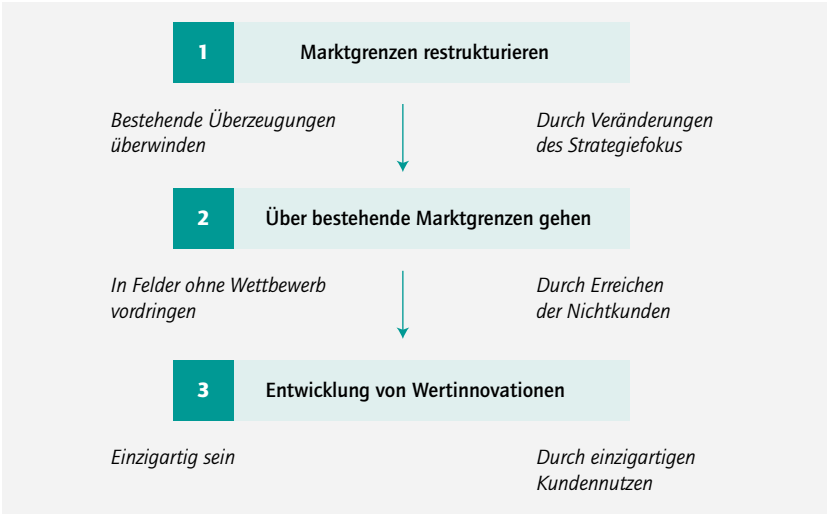 1 Marktgrenzen restrukturieren
Bestehende Überzeugungen
überwinden
Durch Veränderungen
des Strategiefokus
2 Über bestehende Marktgrenzen gehen
In Felder ohne Wettbewerb
vordringen
Durch Erreichen
der Nichtkunden
3 Entwicklung von Wertinnovationen
Einzigartig sein
Durch einzigartigen
Kundennutzen